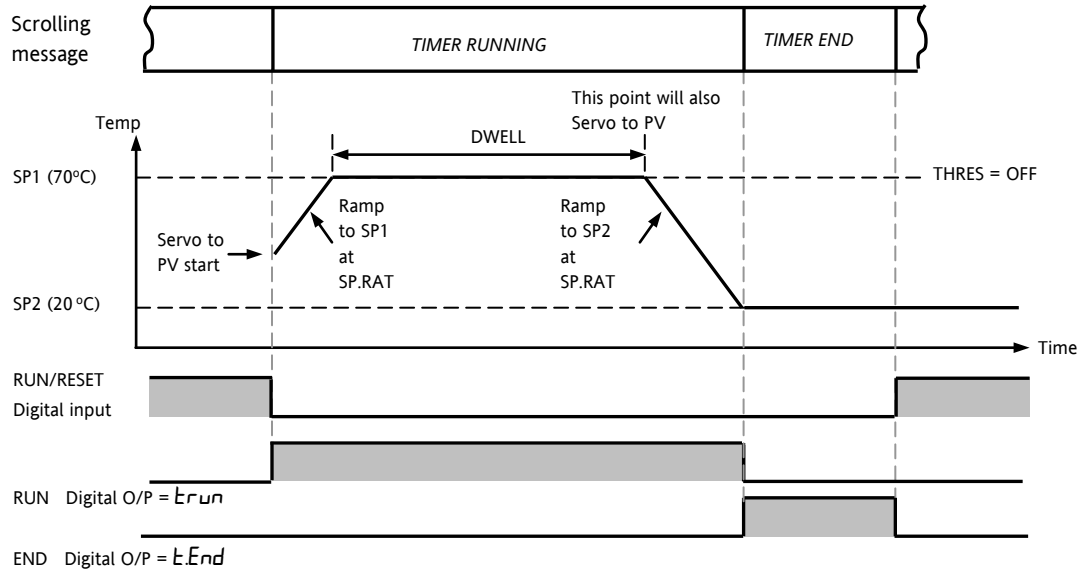 Scrolling
message
TIMER RUNNING
TIMER END
This point will also
Servo to PV
Temp
DWELL
SP1 (70ºC)
THRES = OFF
Ramp
to SP1
at
SP.RAT
Ramp
to SP2
at
SP.RAT
Servo to
PV start
SP2 (20 ºC)
Time
RUN/RESET
Digital input
RUN Digital O/P = trun
END Digital O/P = t.End